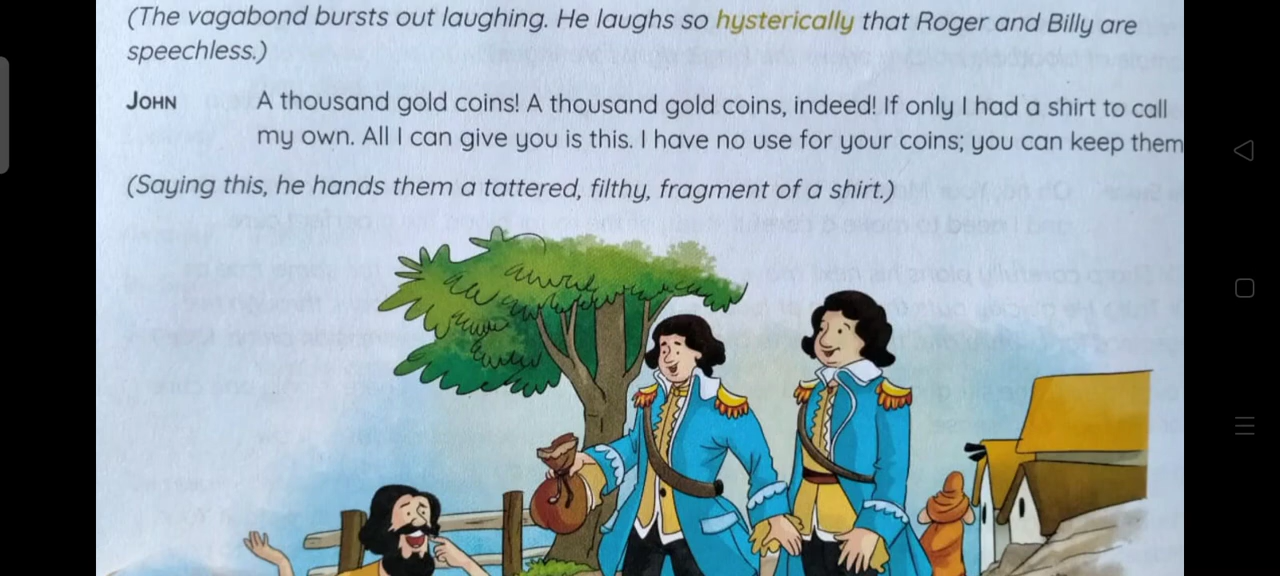 (The vagabond bursts out laughing. He laughs so hysterically that Roger and Billy are
speechless.)
JOHN A thousand gold coins! A thousand gold coins, indeed! If only I had a shirt to call
my own. All I can give you is this. I have no use for your coins; you can keep them
(Saying this, he hands them a tattered, filthy, fragment of a shirt.)